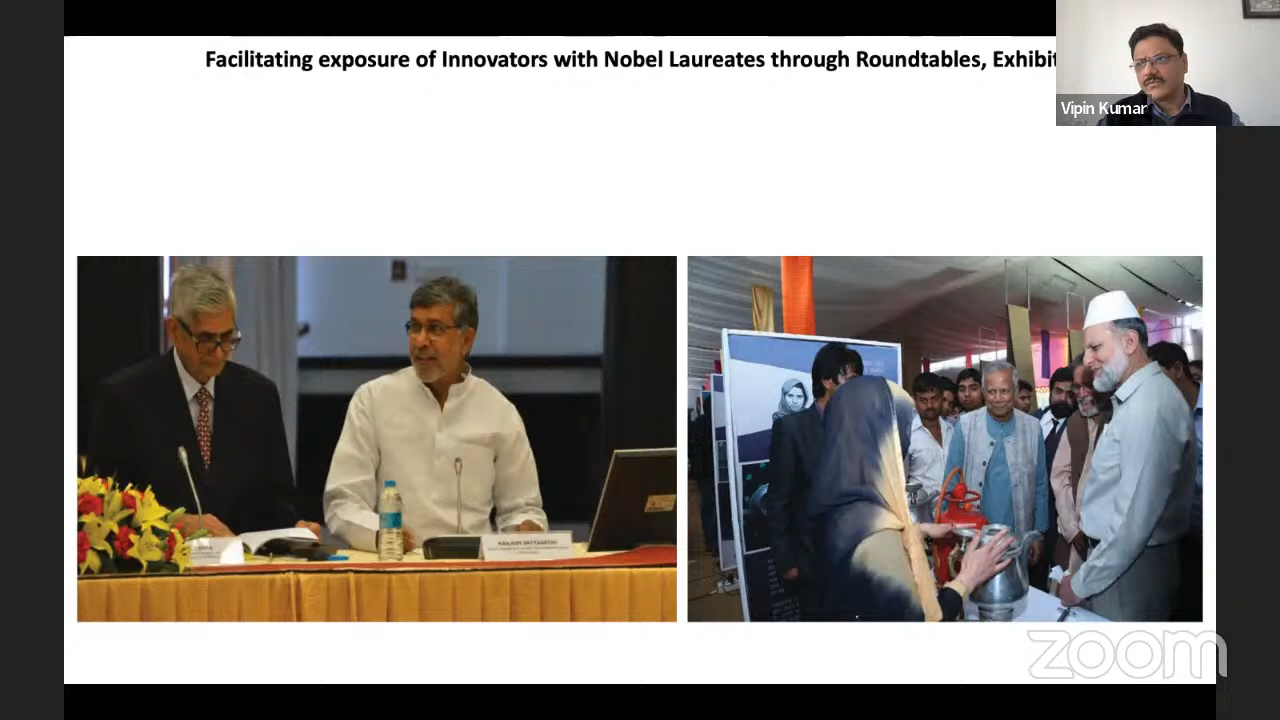 Facilitating exposure of Innovators with Nobel Laureates through Roundtables, Exhibit
Vipin Kumar
KAILASH SATYARTHI
zoom